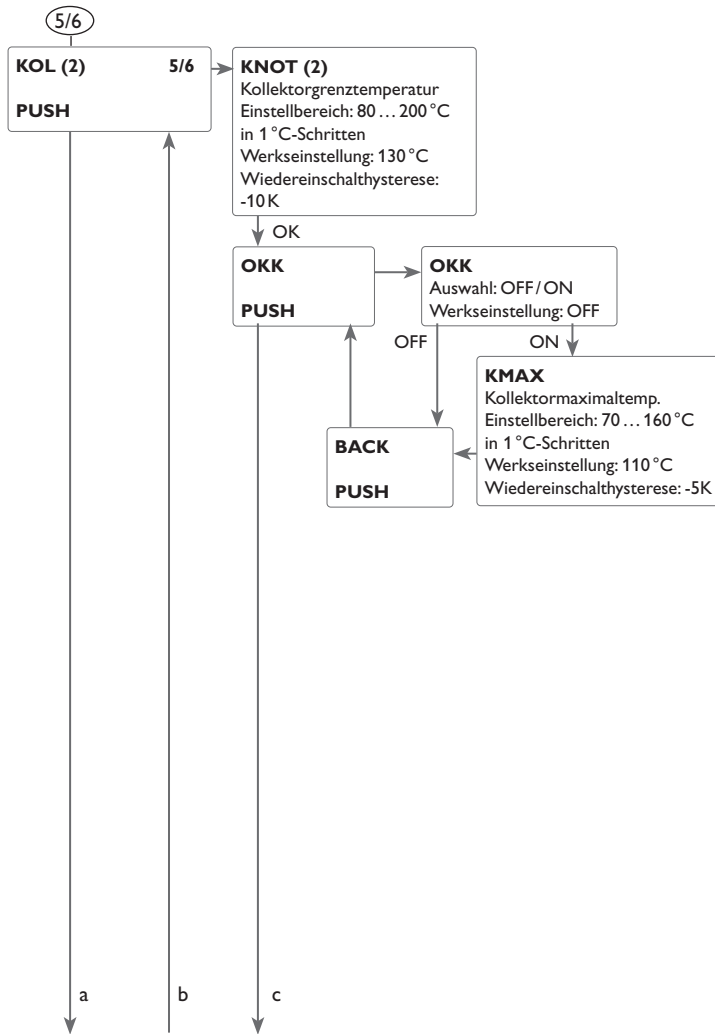 5/6
KOL (2) 5/6
PUSH
KNOT (2)
Kollektorgrenztemperatur
Einstellbereich: 80 … 200 °C
in 1 °C-Schritten
Werkseinstellung: 130 °C
Wiedereinschalthysterese:
-10 K
OK
OKK
PUSH
OKK
Auswahl: OFF / ON
Werkseinstellung: OFF
OFF
ON
KMAX
Kollektormaximaltemp.
Einstellbereich: 70 … 160 °C
in 1 °C-Schritten
Werkseinstellung: 110 °C
Wiedereinschalthysterese: -5K
BACK
PUSH
a
b
c